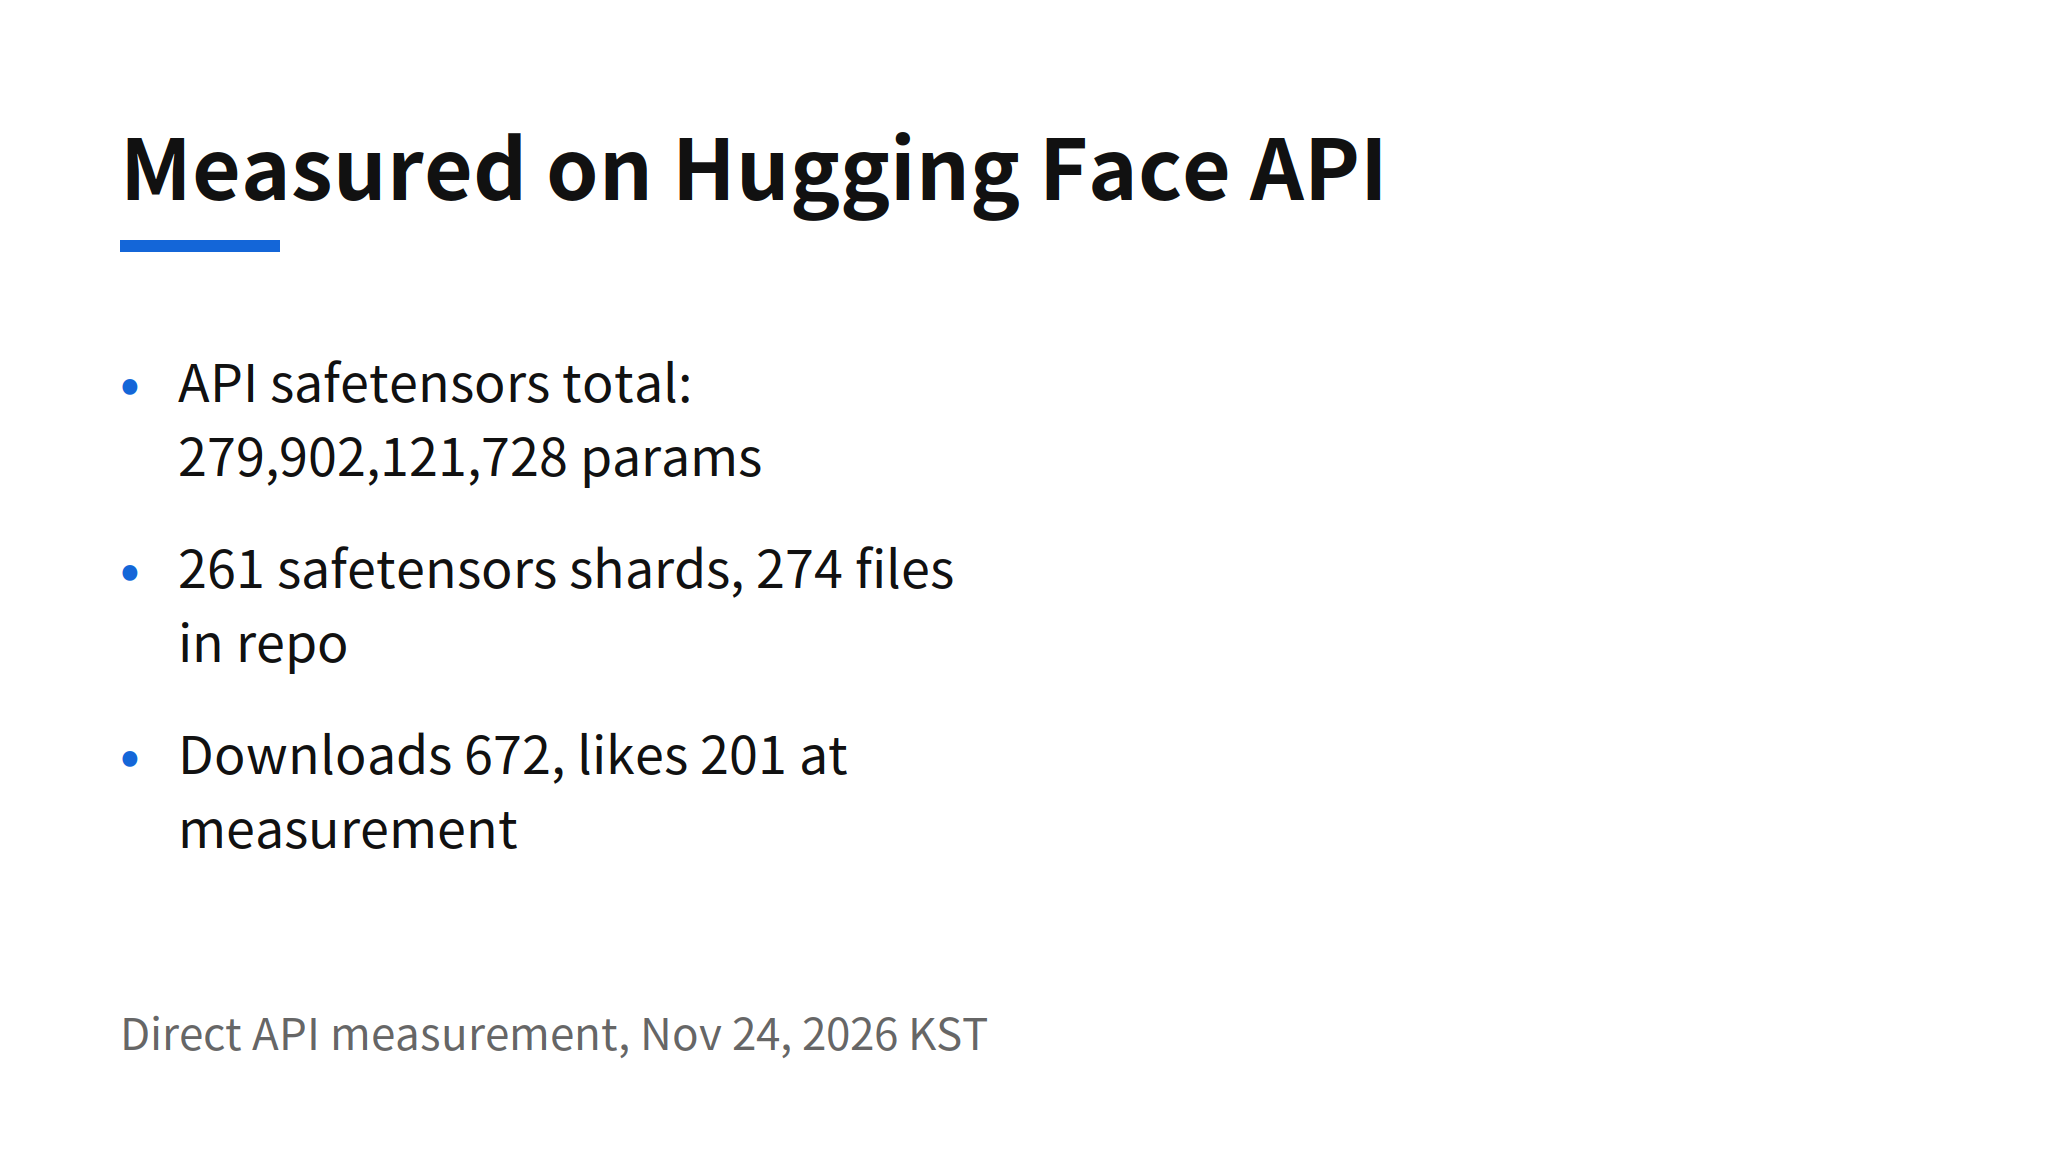 Measured on Hugging Face API
• API safetensors total:
279,902,121,728 params
• 261 safetensors shards, 274 files
in repo
• Downloads 672, likes 201 at
measurement
Direct API measurement, Nov 24, 2026 KST